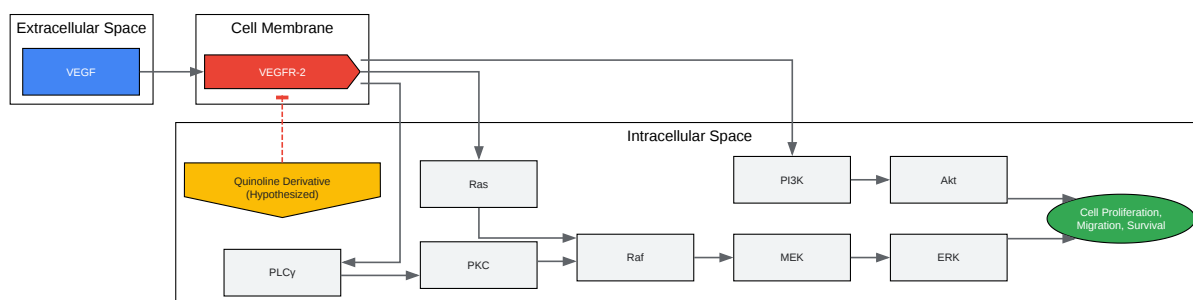 Extracellular Space
Cell Membrane
VEGF
VEGFR-2
Intracellular Space
Quinoline Derivative
(Hypothesized)
Ras
PI3K
Akt
Cell Proliferation,
Migration, Survival
PLCγ
PKC
Raf
MEK
ERK